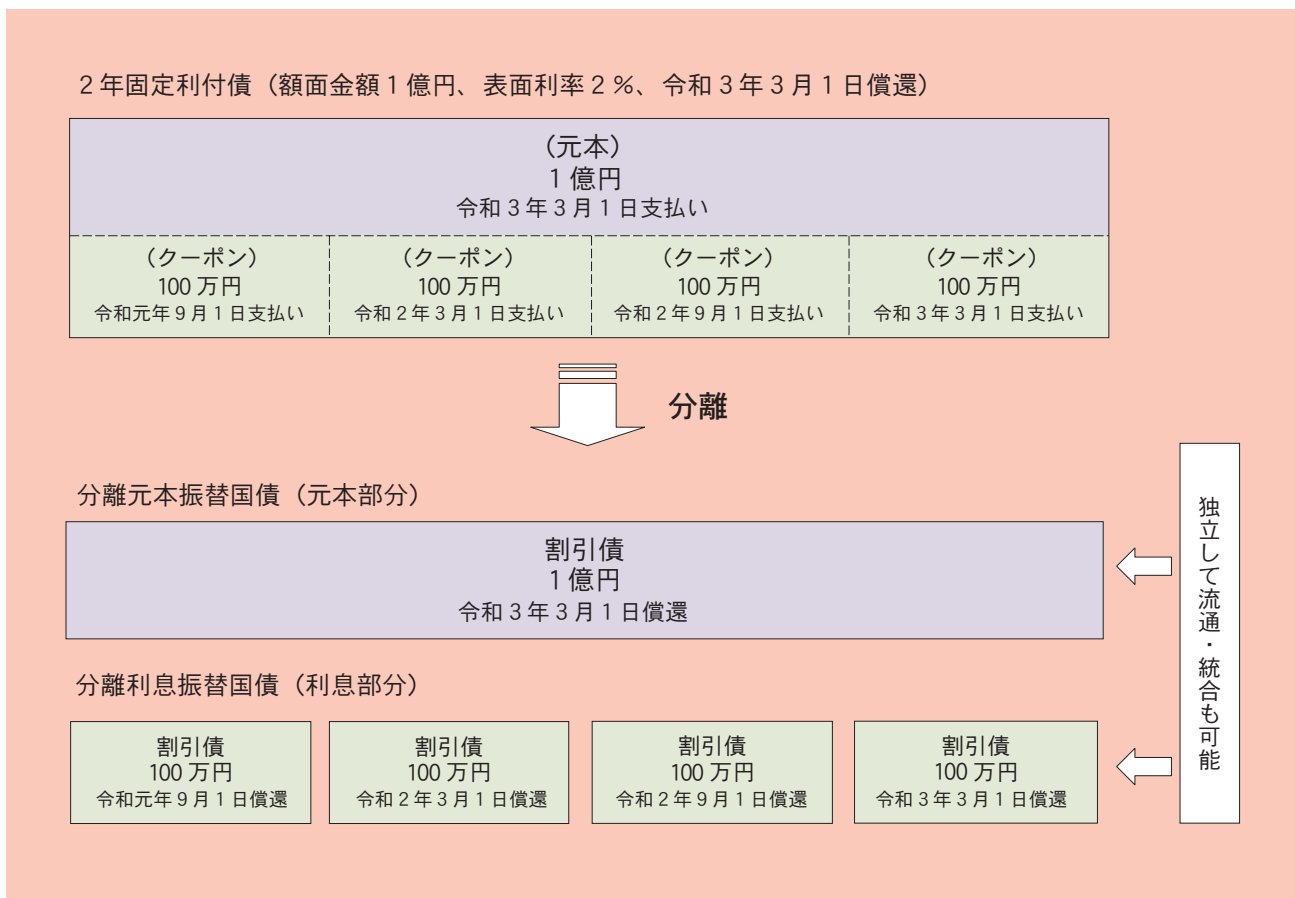 ２年固定利付債（額面金額１億円、表面利率２％、令和３年３月１日償還）
（元本）
１億円
令和３年３月１日支払い
（クーポン）
100 万円
令和元年９月１日支払い
（クーポン）
100 万円
令和２年３月１日支払い
（クーポン）
100 万円
令和２年９月１日支払い
（クーポン）
100 万円
令和３年３月１日支払い
分離
分離元本振替国債（元本部分）
割引債
１億円
令和３年３月１日償還
分離利息振替国債（利息部分）
割引債
100 万円
令和元年９月１日償還
割引債
100 万円
令和２年３月１日償還
割引債
100 万円
令和２年９月１日償還
割引債
100 万円
令和３年３月１日償還
独立して流通・統合も可能